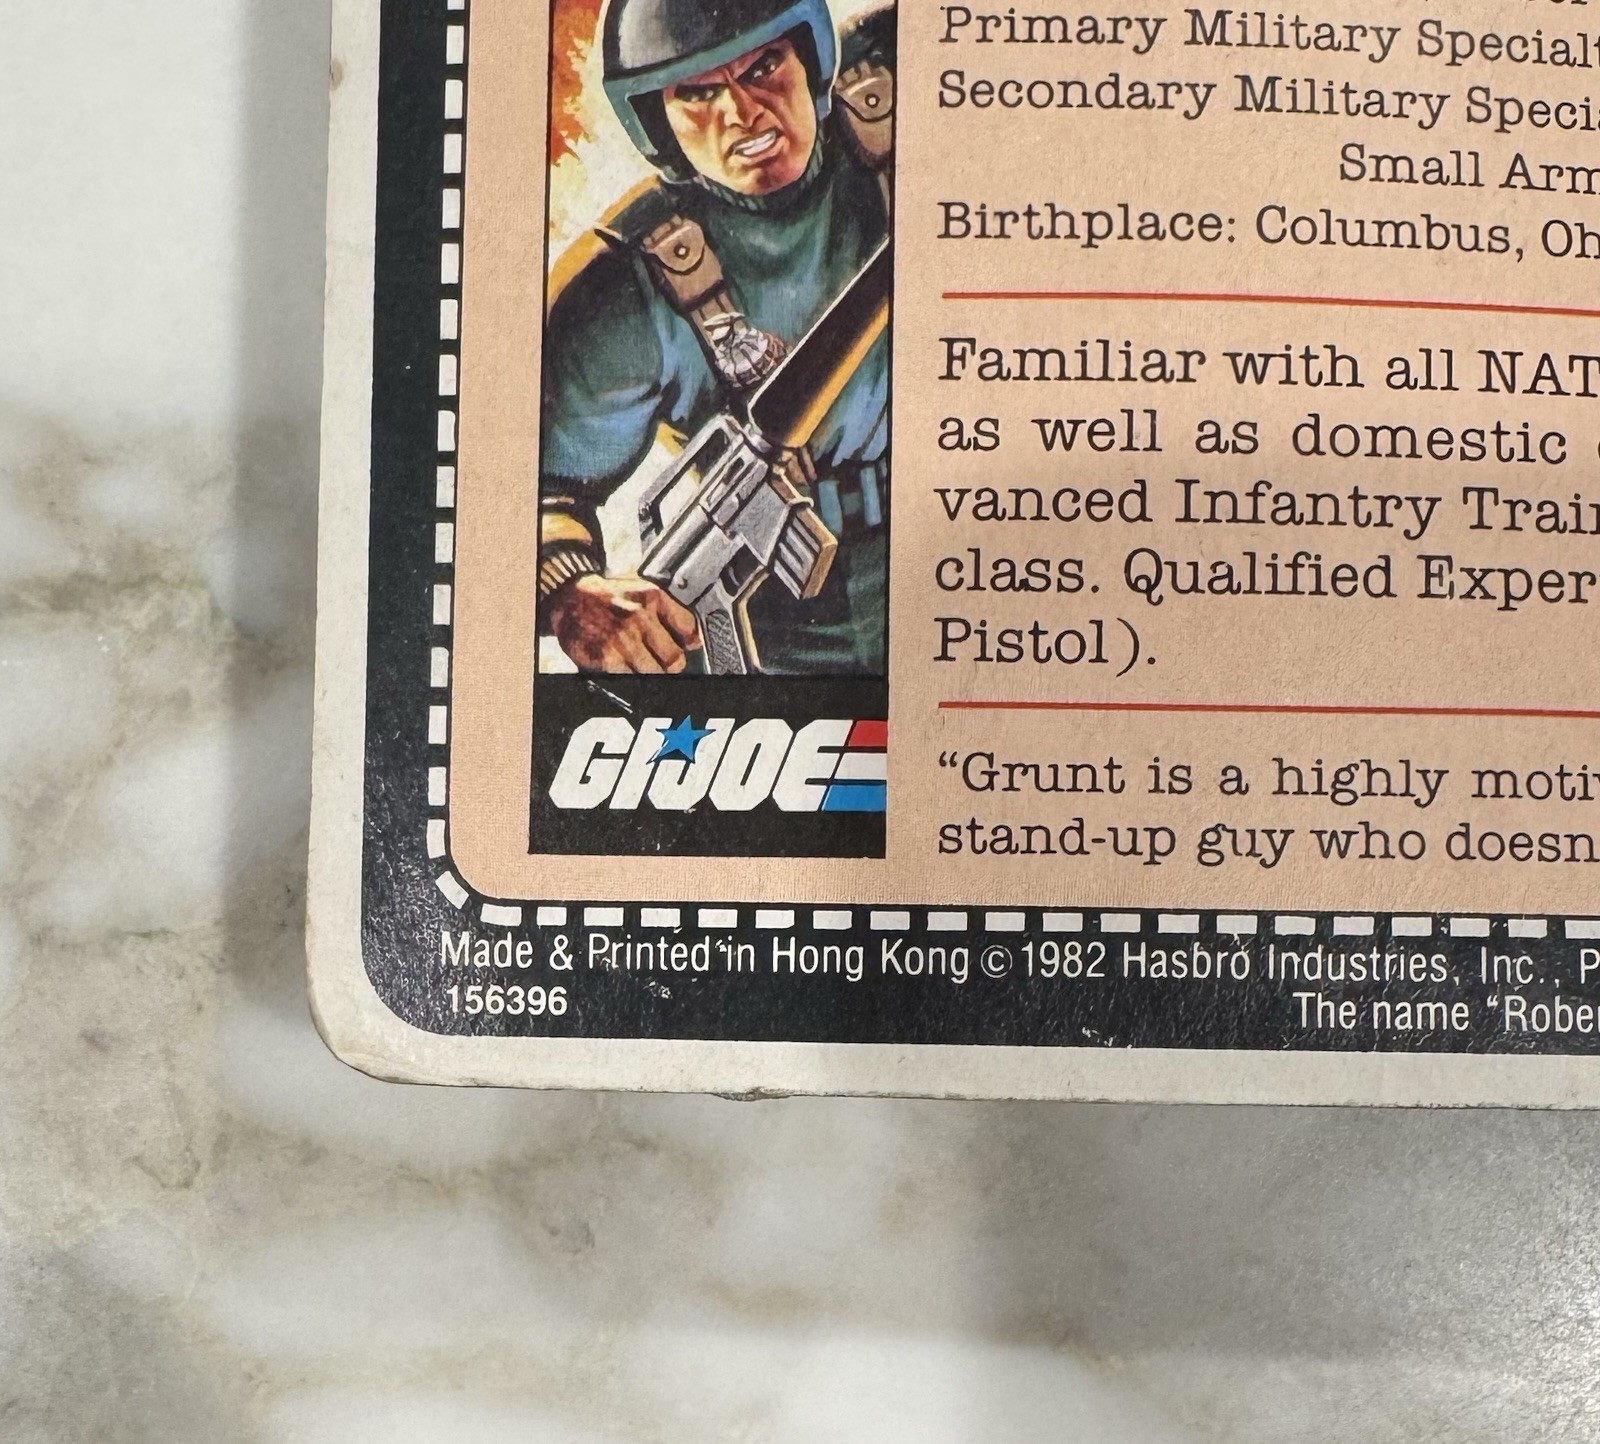 Primary Military Specialt
Secondary Military Speci
Small Arm
Birthplace: Columbus, Oh
Familiar with all NAT
as well as domestic
vanced Infantry Train
class. Qualified Exper
Pistol).
GI JOE
“Grunt is a highly moti
stand-up guy who doesn
Made & Printed in Hong Kong © 1982 Hasbro Industries, Inc., P
156396
The name “Rober